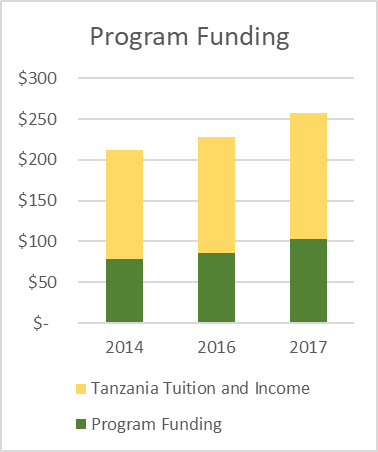 Program Funding
$300
$250
$200
$150
$100
$50
$-
2014 2016 2017
Tanzania Tuition and Income
Program Funding